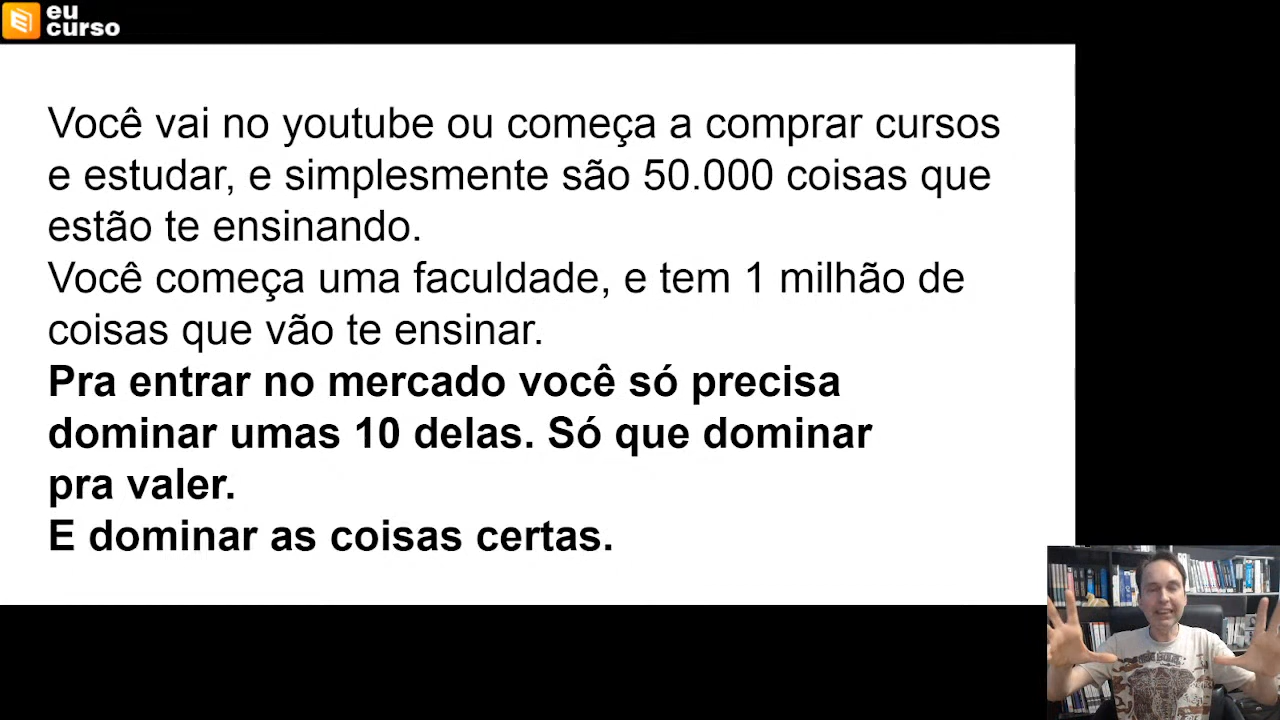 eu
curso
Você vai no youtube ou começa a comprar cursos
e estudar, e simplesmente são 50.000 coisas que
estão te ensinando.
Você começa uma faculdade, e tem 1 milhão de
coisas que vão te ensinar.
Pra entrar no mercado você só precisa
dominar umas 10 delas. Só que dominar
pra valer.
E dominar as coisas certas.